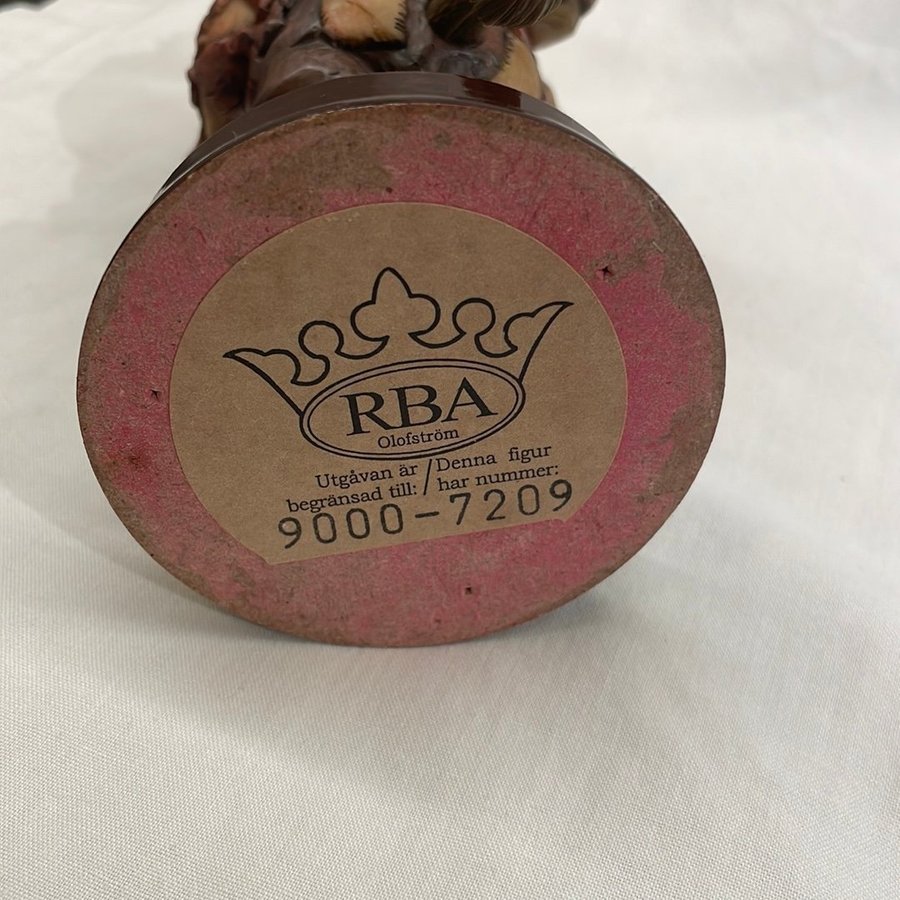 RBA
Olofström
Utgåvan är / Denna figur
begränsad till: / har nummer:
9000-7209